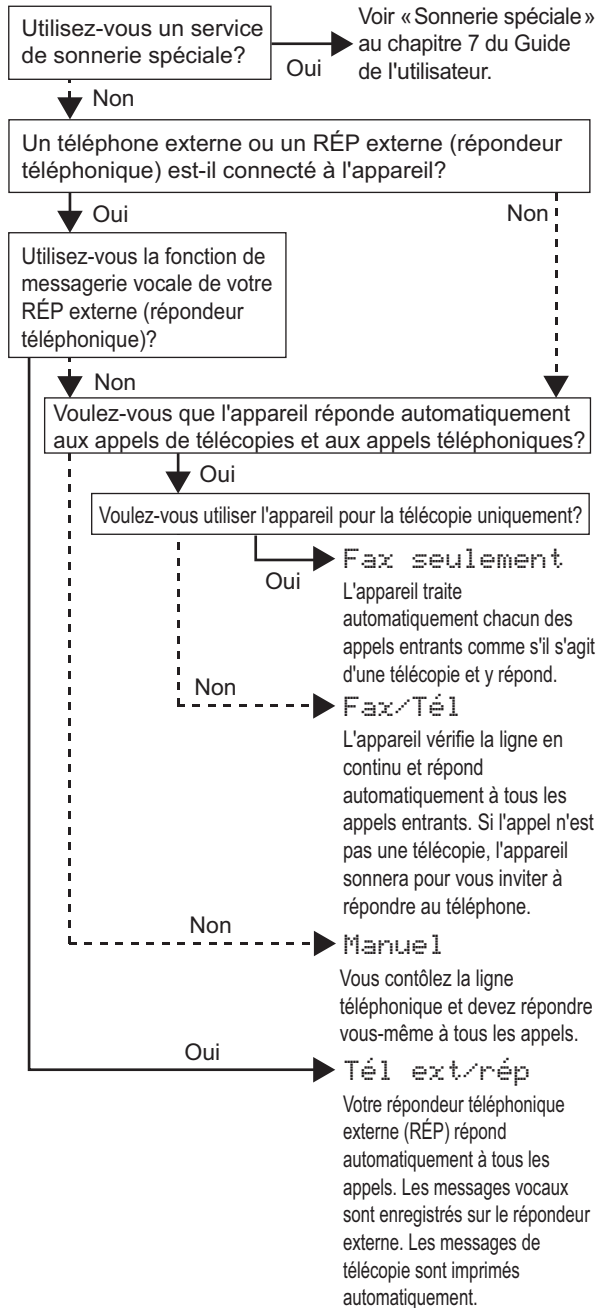 Utilisez-vous un service
de sonnerie spéciale?
Oui
Voir «Sonnerie spéciale»
au chapitre 7 du Guide
de l'utilisateur.
Non
Un téléphone externe ou un RÉP externe (répondeur
téléphonique) est-il connecté à l'appareil?
Oui
Non
Utilisez-vous la fonction de
messagerie vocale de votre
RÉP externe (répondeur
téléphonique)?
Non
Voulez-vous que l'appareil réponde automatiquement
aux appels de télécopies et aux appels téléphoniques?
Oui
Voulez-vous utiliser l'appareil pour la télécopie uniquement?
Oui
Fax seulement
L'appareil traite
automatiquement chacun des
appels entrants comme s'il s'agit
d'une télécopie et y répond.
Non
Fax/Tél
L'appareil vérifie la ligne en
continu et répond
automatiquement à tous les
appels entrants. Si l'appel n'est
pas une télécopie, l'appareil
sonnera pour vous inviter à
répondre au téléphone.
Non
Manuel
Vous contôlez la ligne
téléphonique et devez répondre
vous-même à tous les appels.
Oui
Tél ext/rép
Votre répondeur téléphonique
externe (RÉP) répond
automatiquement à tous les
appels. Les messages vocaux
sont enregistrés sur le répondeur
externe. Les messages de
télécopie sont imprimés
automatiquement.